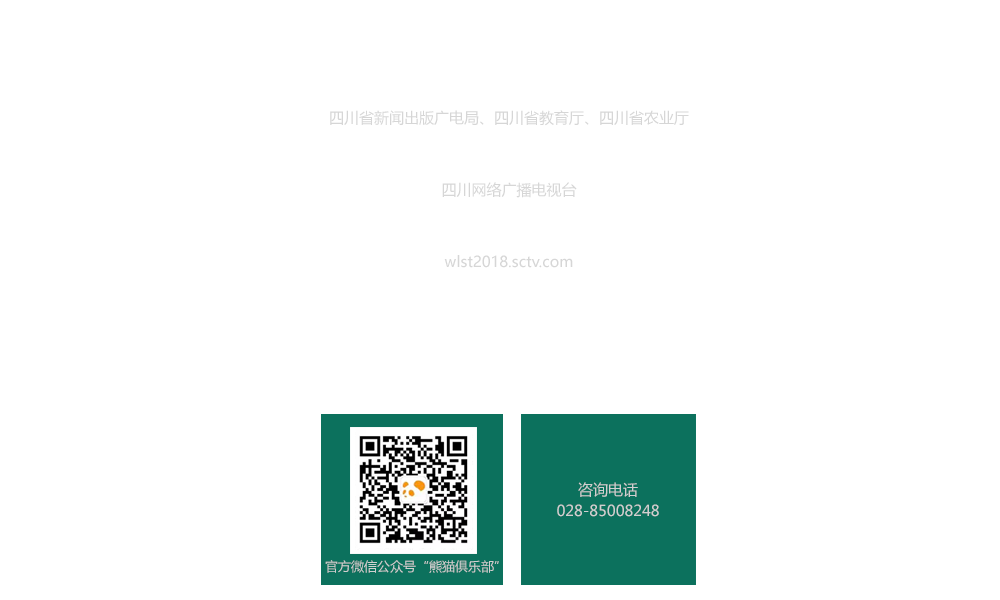 四川省新闻出版广电局、四川省教育厅、四川省农业厅
四川网络广播电视台
wlst2018.sctv.com
官方微信公众号“熊猫俱乐部”
咨询电话
028-85008248